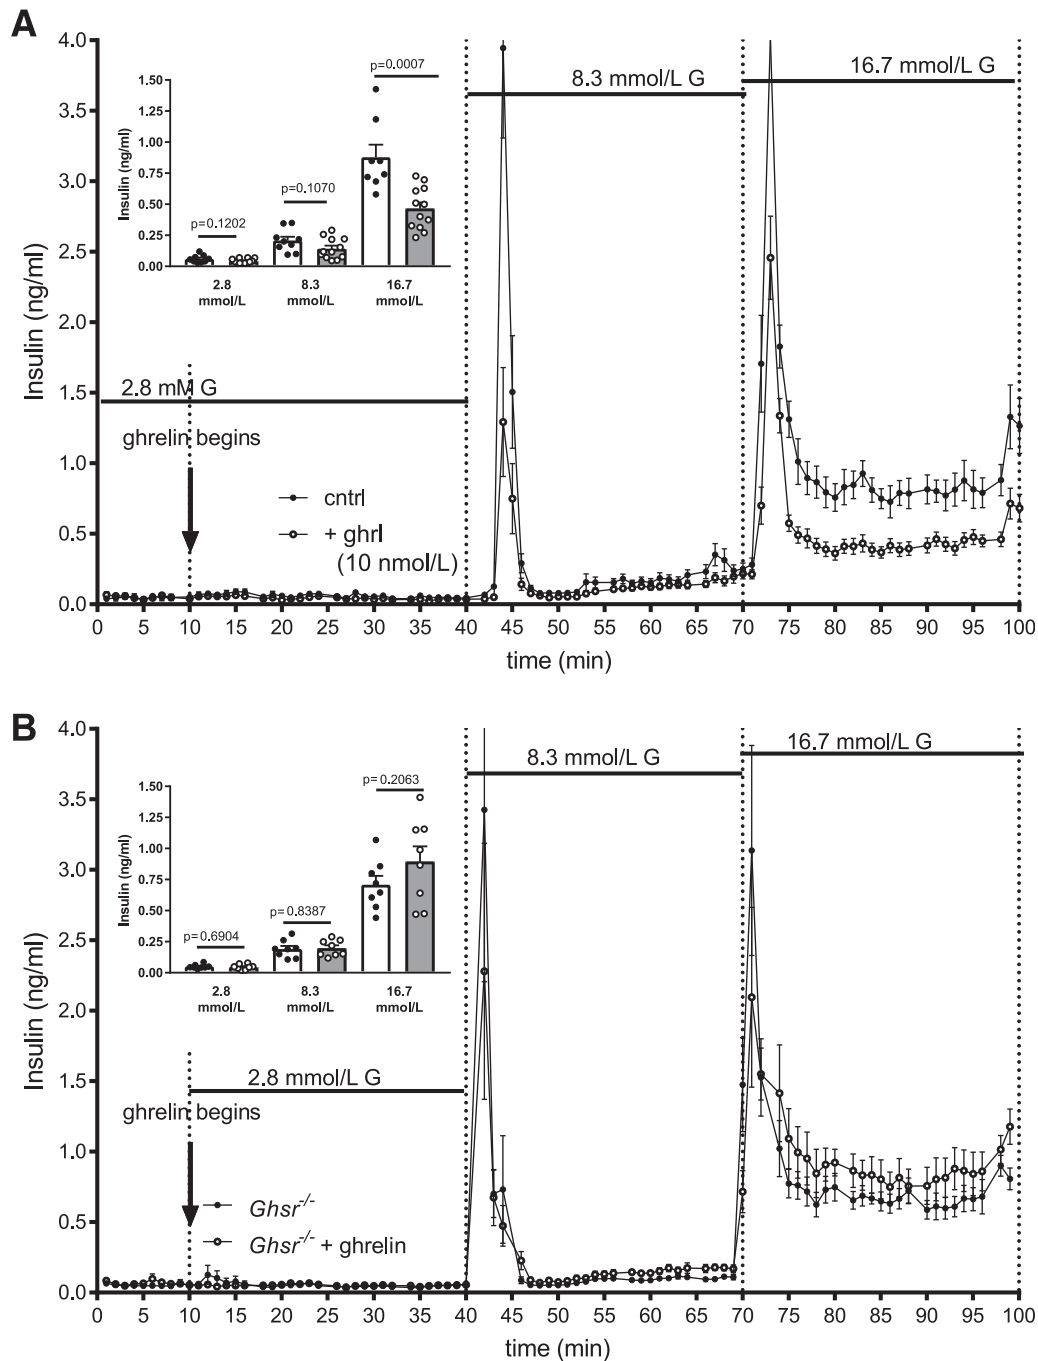 A
4.0
3.5
3.0
2.5
2.0
1.5
1.0
0.5
0.0
Insulin (ng/ml)
1.50
1.25
1.00
0.75
0.50
0.25
0.00
Insulin (ng/ml)
p=0.1202
p=0.1070
p=0.0007
2.8 mmol/L
8.3 mmol/L
16.7 mmol/L
8.3 mmol/L G
16.7 mmol/L G
2.8 mM G
ghrelin begins
cntrl
+ ghrl
(10 nmol/L)
0 5 10 15 20 25 30 35 40 45 50 55 60 65 70 75 80 85 90 95 100
time (min)
B
4.0
3.5
3.0
2.5
2.0
1.5
1.0
0.5
0.0
Insulin (ng/ml)
1.50
1.25
1.00
0.75
0.50
0.25
0.00
Insulin (ng/ml)
p=0.6904
p=0.8387
p=0.2063
2.8 mmol/L
8.3 mmol/L
16.7 mmol/L
8.3 mmol/L G
16.7 mmol/L G
2.8 mmol/L G
ghrelin begins
Ghsr-/-
Ghsr-/- + ghrelin
0 5 10 15 20 25 30 35 40 45 50 55 60 65 70 75 80 85 90 95 100
time (min)